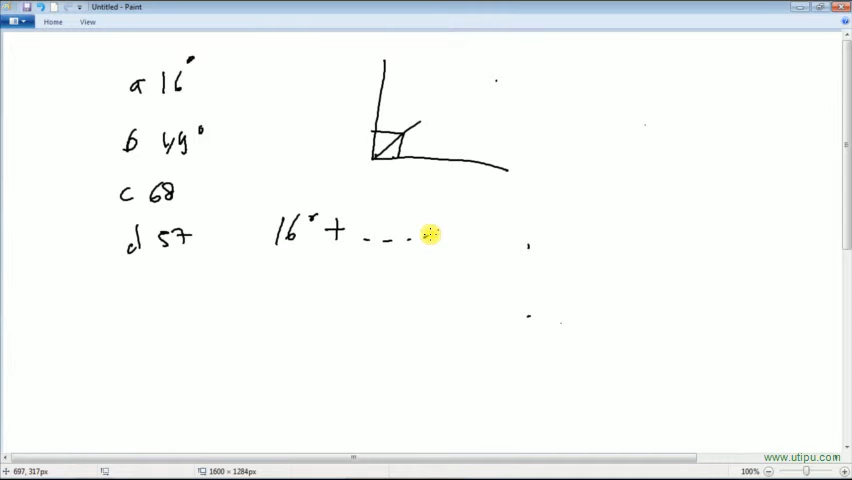 Untitled - Paint
Home View
a 16°
b 49°
c 68
d 57
16° + - - - -
www.utipu.com
697, 317px
1600 × 1284px
100%